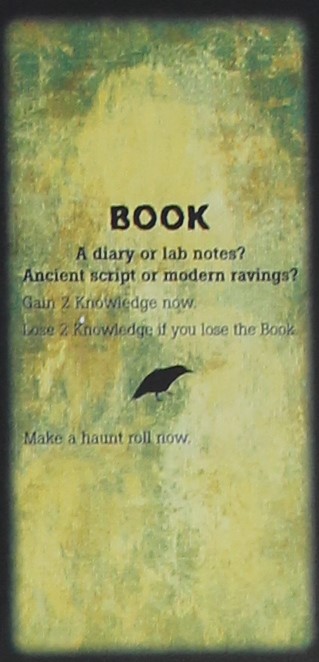 BOOK
A diary or lab notes?
Ancient script or modern ravings?
Gain 2 Knowledge now.
Lose 2 Knowledge if you lose the Book.
Make a haunt roll now.